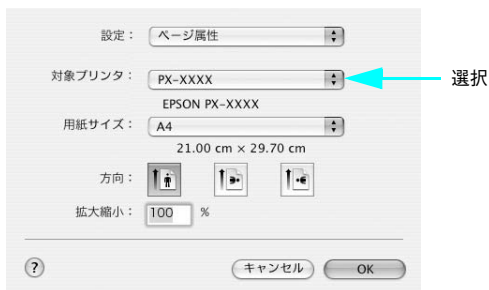 設定： ページ属性
対象プリンタ： PX-XXXX 選択
EPSON PX-XXXX
用紙サイズ： A4
21.00 cm × 29.70 cm
方向：
拡大縮小： 100 %
? キャンセル OK